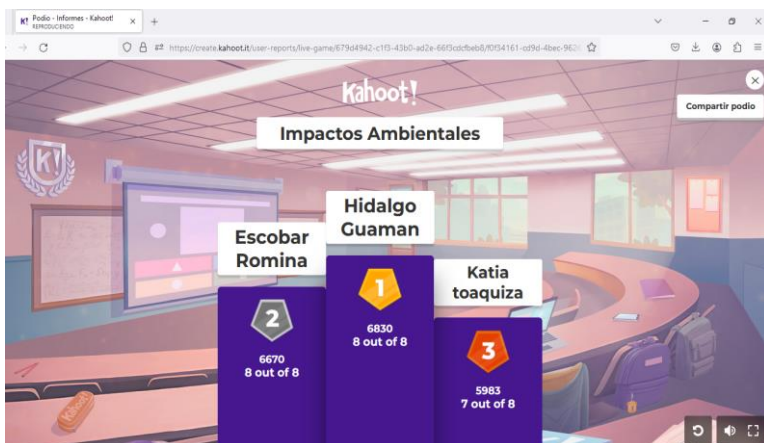 K! Podio - Informes - Kahoot!
REPRODUCIENDO
Kahoot!
Compartir podio
Impactos Ambientales
Hidalgo
Guaman
Escobar
Romina
Katia
toaquiza
1
6830
8 out of 8
2
6670
8 out of 8
3
5983
7 out of 8
K!
Kahoot!